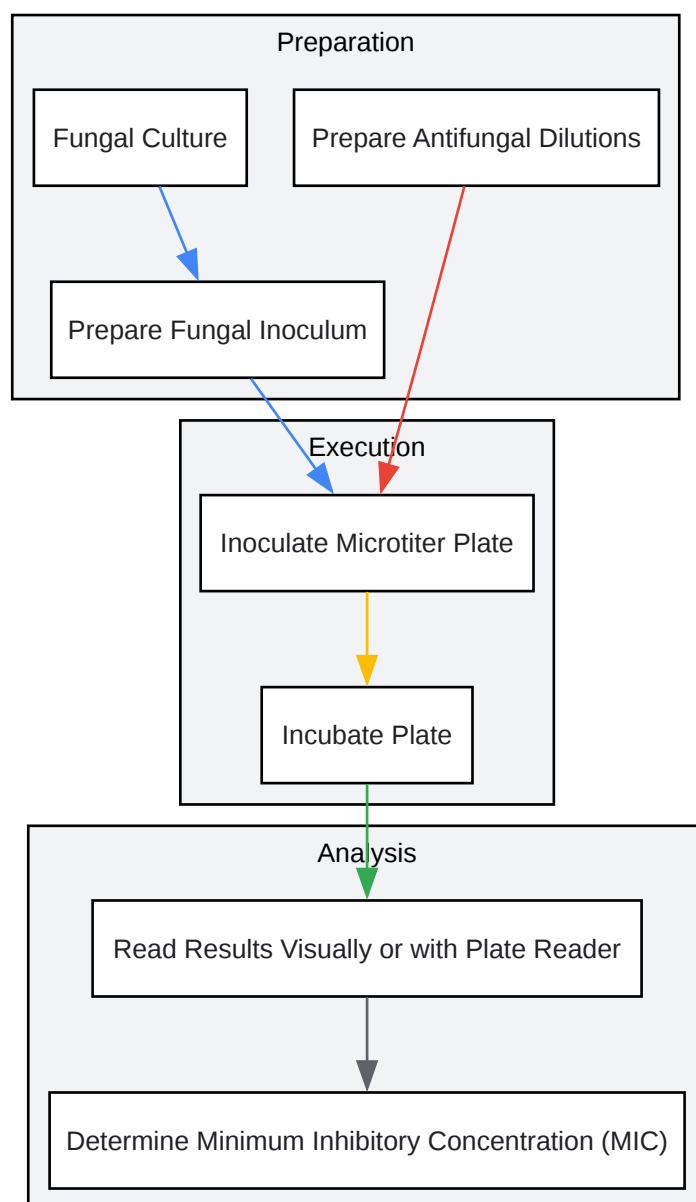 Preparation
Fungal Culture
Prepare Antifungal Dilutions
Prepare Fungal Inoculum
Execution
Inoculate Microtiter Plate
Incubate Plate
Analysis
Read Results Visually or with Plate Reader
Determine Minimum Inhibitory Concentration (MIC)